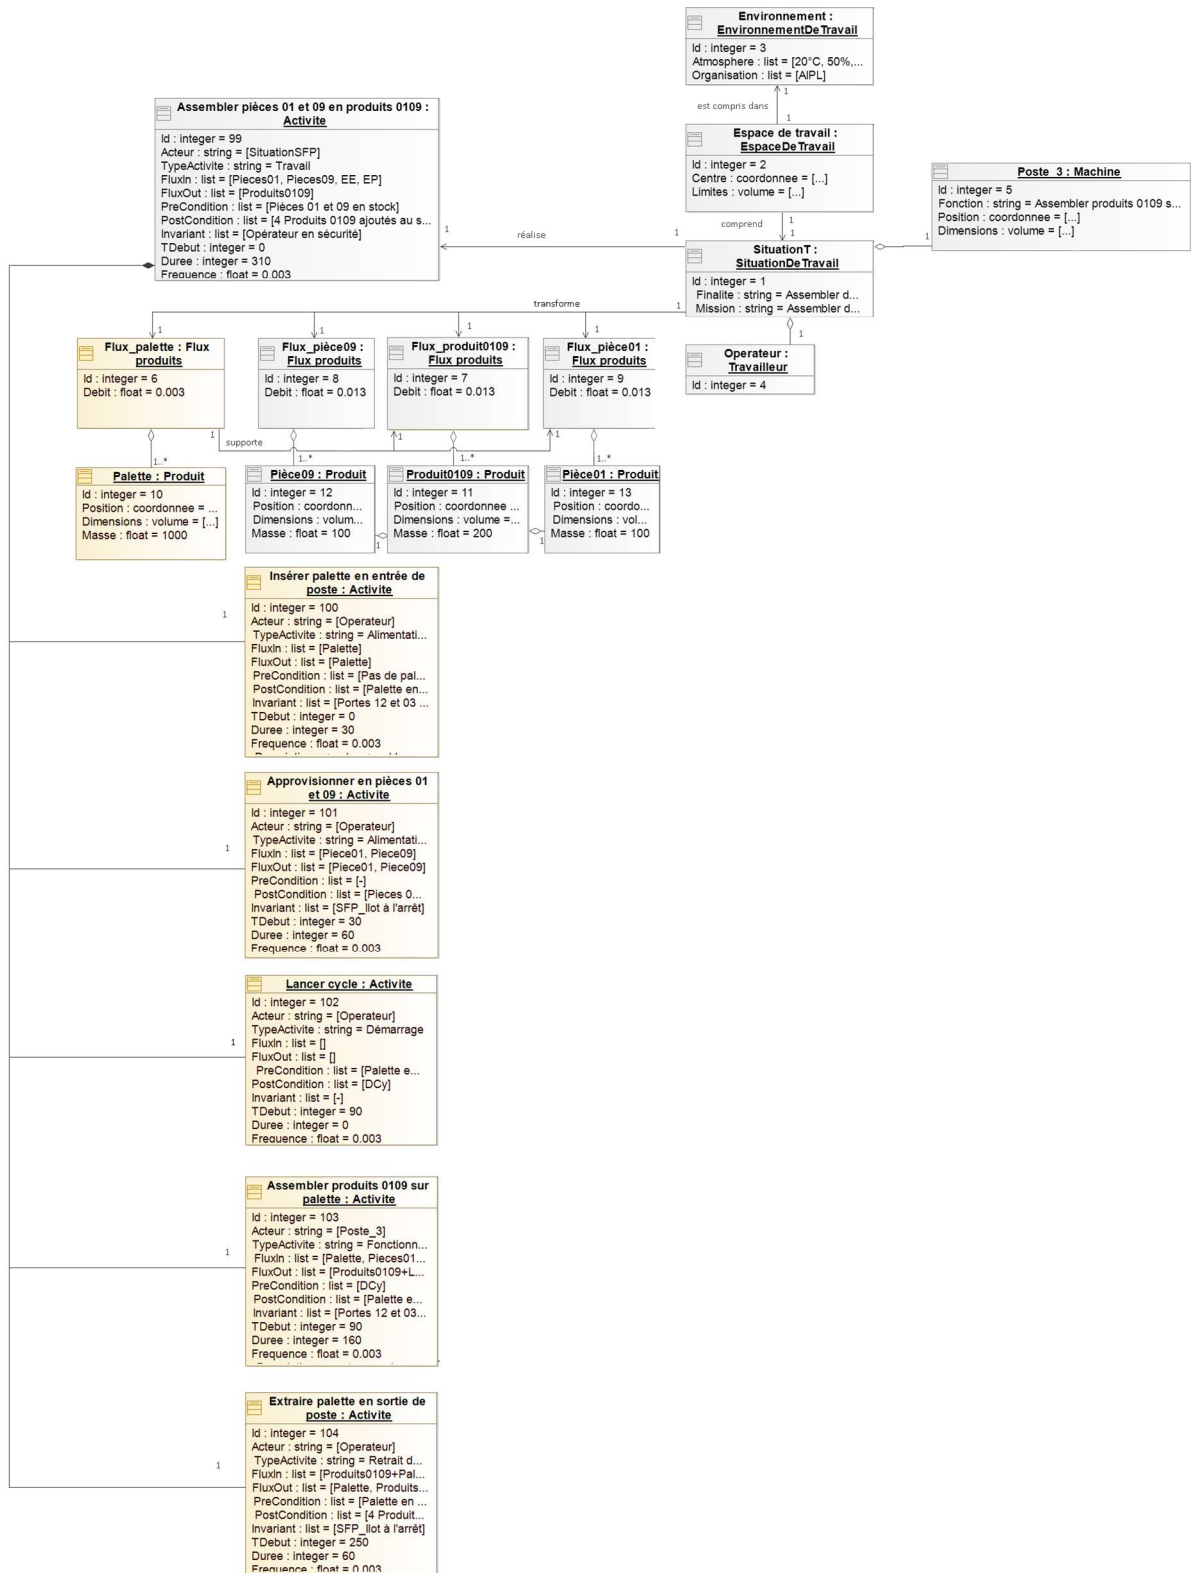 Environnement :
EnvironnementDeTravail
Id : integer = 3
Atmosphere : list = [20°C, 50%,...
Organisation : list = [AIPL]
1
est compris dans
1
Assembler pièces 01 et 09 en produits 0109 :
Activite
Id : integer = 99
Acteur : string = [SituationSFP]
TypeActivite : string = Travail
FluxIn : list = [Pieces01, Pieces09, EE, EP]
FluxOut : list = [Produits0109]
PreCondition : list = [Pièces 01 et 09 en stock]
PostCondition : list = [4 Produits 0109 ajoutés au s...
Invariant : list = [Opérateur en sécurité]
TDebut : integer = 0
Duree : integer = 310
Frequence : float = 0.003
Espace de travail :
EspaceDeTravail
Id : integer = 2
Centre : coordonnee = [...]
Limites : volume = [...]
Poste_3 : Machine
Id : integer = 5
Fonction : string = Assembler produits 0109 s...
Position : coordonnee = [...]
Dimensions : volume = [...]
1
comprend
1
1
réalise
1
1
SituationT :
SituationDeTravail
Id : integer = 1
Finalite : string = Assembler d...
Mission : string = Assembler d...
transforme
1
1
Operateur :
Travailleur
Id : integer = 4
1
1
1
1
Flux_palette : Flux
produits
Id : integer = 6
Debit : float = 0.003
Flux_pièce09 :
Flux produits
Id : integer = 8
Debit : float = 0.013
Flux_produit0109 :
Flux produits
Id : integer = 7
Debit : float = 0.013
Flux_pièce01 :
Flux produits
Id : integer = 9
Debit : float = 0.013
1
supporte
1
1
1..*
1..*
1..*
1..*
Palette : Produit
Id : integer = 10
Position : coordonnee = ...
Dimensions : volume = [...]
Masse : float = 1000
Pièce09 : Produit
Id : integer = 12
Position : coordonn...
Dimensions : volum...
Masse : float = 100
1
Produit0109 : Produit
Id : integer = 11
Position : coordonnee ...
Dimensions : volume =...
Masse : float = 200
1
Pièce01 : Produit
Id : integer = 13
Position : coordo...
Dimensions : vol...
Masse : float = 100
1
Insérer palette en entrée de
poste : Activite
Id : integer = 100
Acteur : string = [Operateur]
TypeActivite : string = Alimentati...
FluxIn : list = [Palette]
FluxOut : list = [Palette]
PreCondition : list = [Pas de pal...
PostCondition : list = [Palette en...
Invariant : list = [Portes 12 et 03 ...
TDebut : integer = 0
Duree : integer = 30
Frequence : float = 0.003
1
Approvisionner en pièces 01
et 09 : Activite
Id : integer = 101
Acteur : string = [Operateur]
TypeActivite : string = Alimentati...
FluxIn : list = [Piece01, Piece09]
FluxOut : list = [Piece01, Piece09]
PreCondition : list = [-]
PostCondition : list = [Pieces 0...
Invariant : list = [SFP_Ilot à l'arrêt]
TDebut : integer = 30
Duree : integer = 60
Frequence : float = 0.003
1
Lancer cycle : Activite
Id : integer = 102
Acteur : string = [Operateur]
TypeActivite : string = Démarrage
FluxIn : list = []
FluxOut : list = []
PreCondition : list = [Palette e...
PostCondition : list = [DCy]
Invariant : list = [-]
TDebut : integer = 90
Duree : integer = 0
Frequence : float = 0.003
1
Assembler produits 0109 sur
palette : Activite
Id : integer = 103
Acteur : string = [Poste_3]
TypeActivite : string = Fonctionn...
FluxIn : list = [Palette, Pieces01...
FluxOut : list = [Produits0109+L...
PreCondition : list = [DCy]
PostCondition : list = [Palette e...
Invariant : list = [Portes 12 et 03...
TDebut : integer = 90
Duree : integer = 160
Frequence : float = 0.003
1
Extraire palette en sortie de
poste : Activite
Id : integer = 104
Acteur : string = [Operateur]
TypeActivite : string = Retrait d...
FluxIn : list = [Produits0109+Pal...
FluxOut : list = [Palette, Produits...
PreCondition : list = [Palette en ...
PostCondition : list = [4 Produit...
Invariant : list = [SFP_Ilot à l'arrêt]
TDebut : integer = 250
Duree : integer = 60
Frequence : float = 0.003